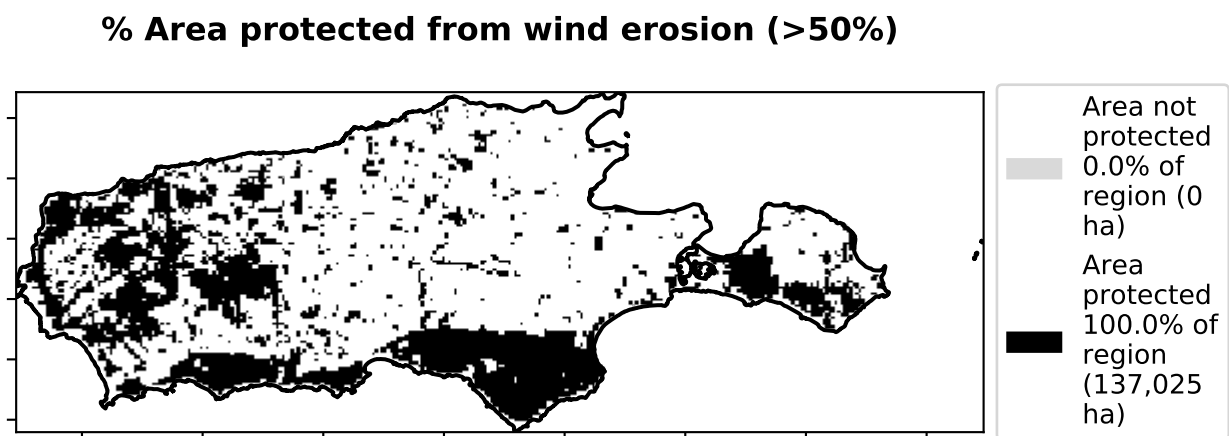 % Area protected from wind erosion (>50%)
Area not
protected
0.0% of
region (0
ha)
Area
protected
100.0% of
region
(137,025
ha)